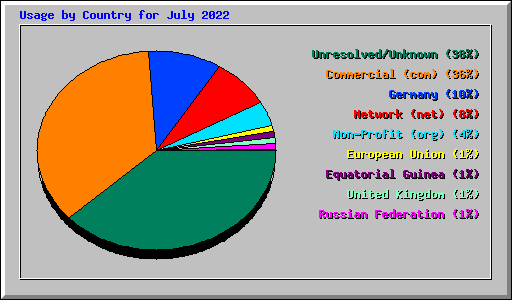 Usage by Country for July 2022
Unresolved/Unknown (38%)
Commercial (com) (36%)
Germany (10%)
Network (net) (8%)
Non-Profit (org) (4%)
European Union (1%)
Equatorial Guinea (1%)
United Kingdom (1%)
Russian Federation (1%)